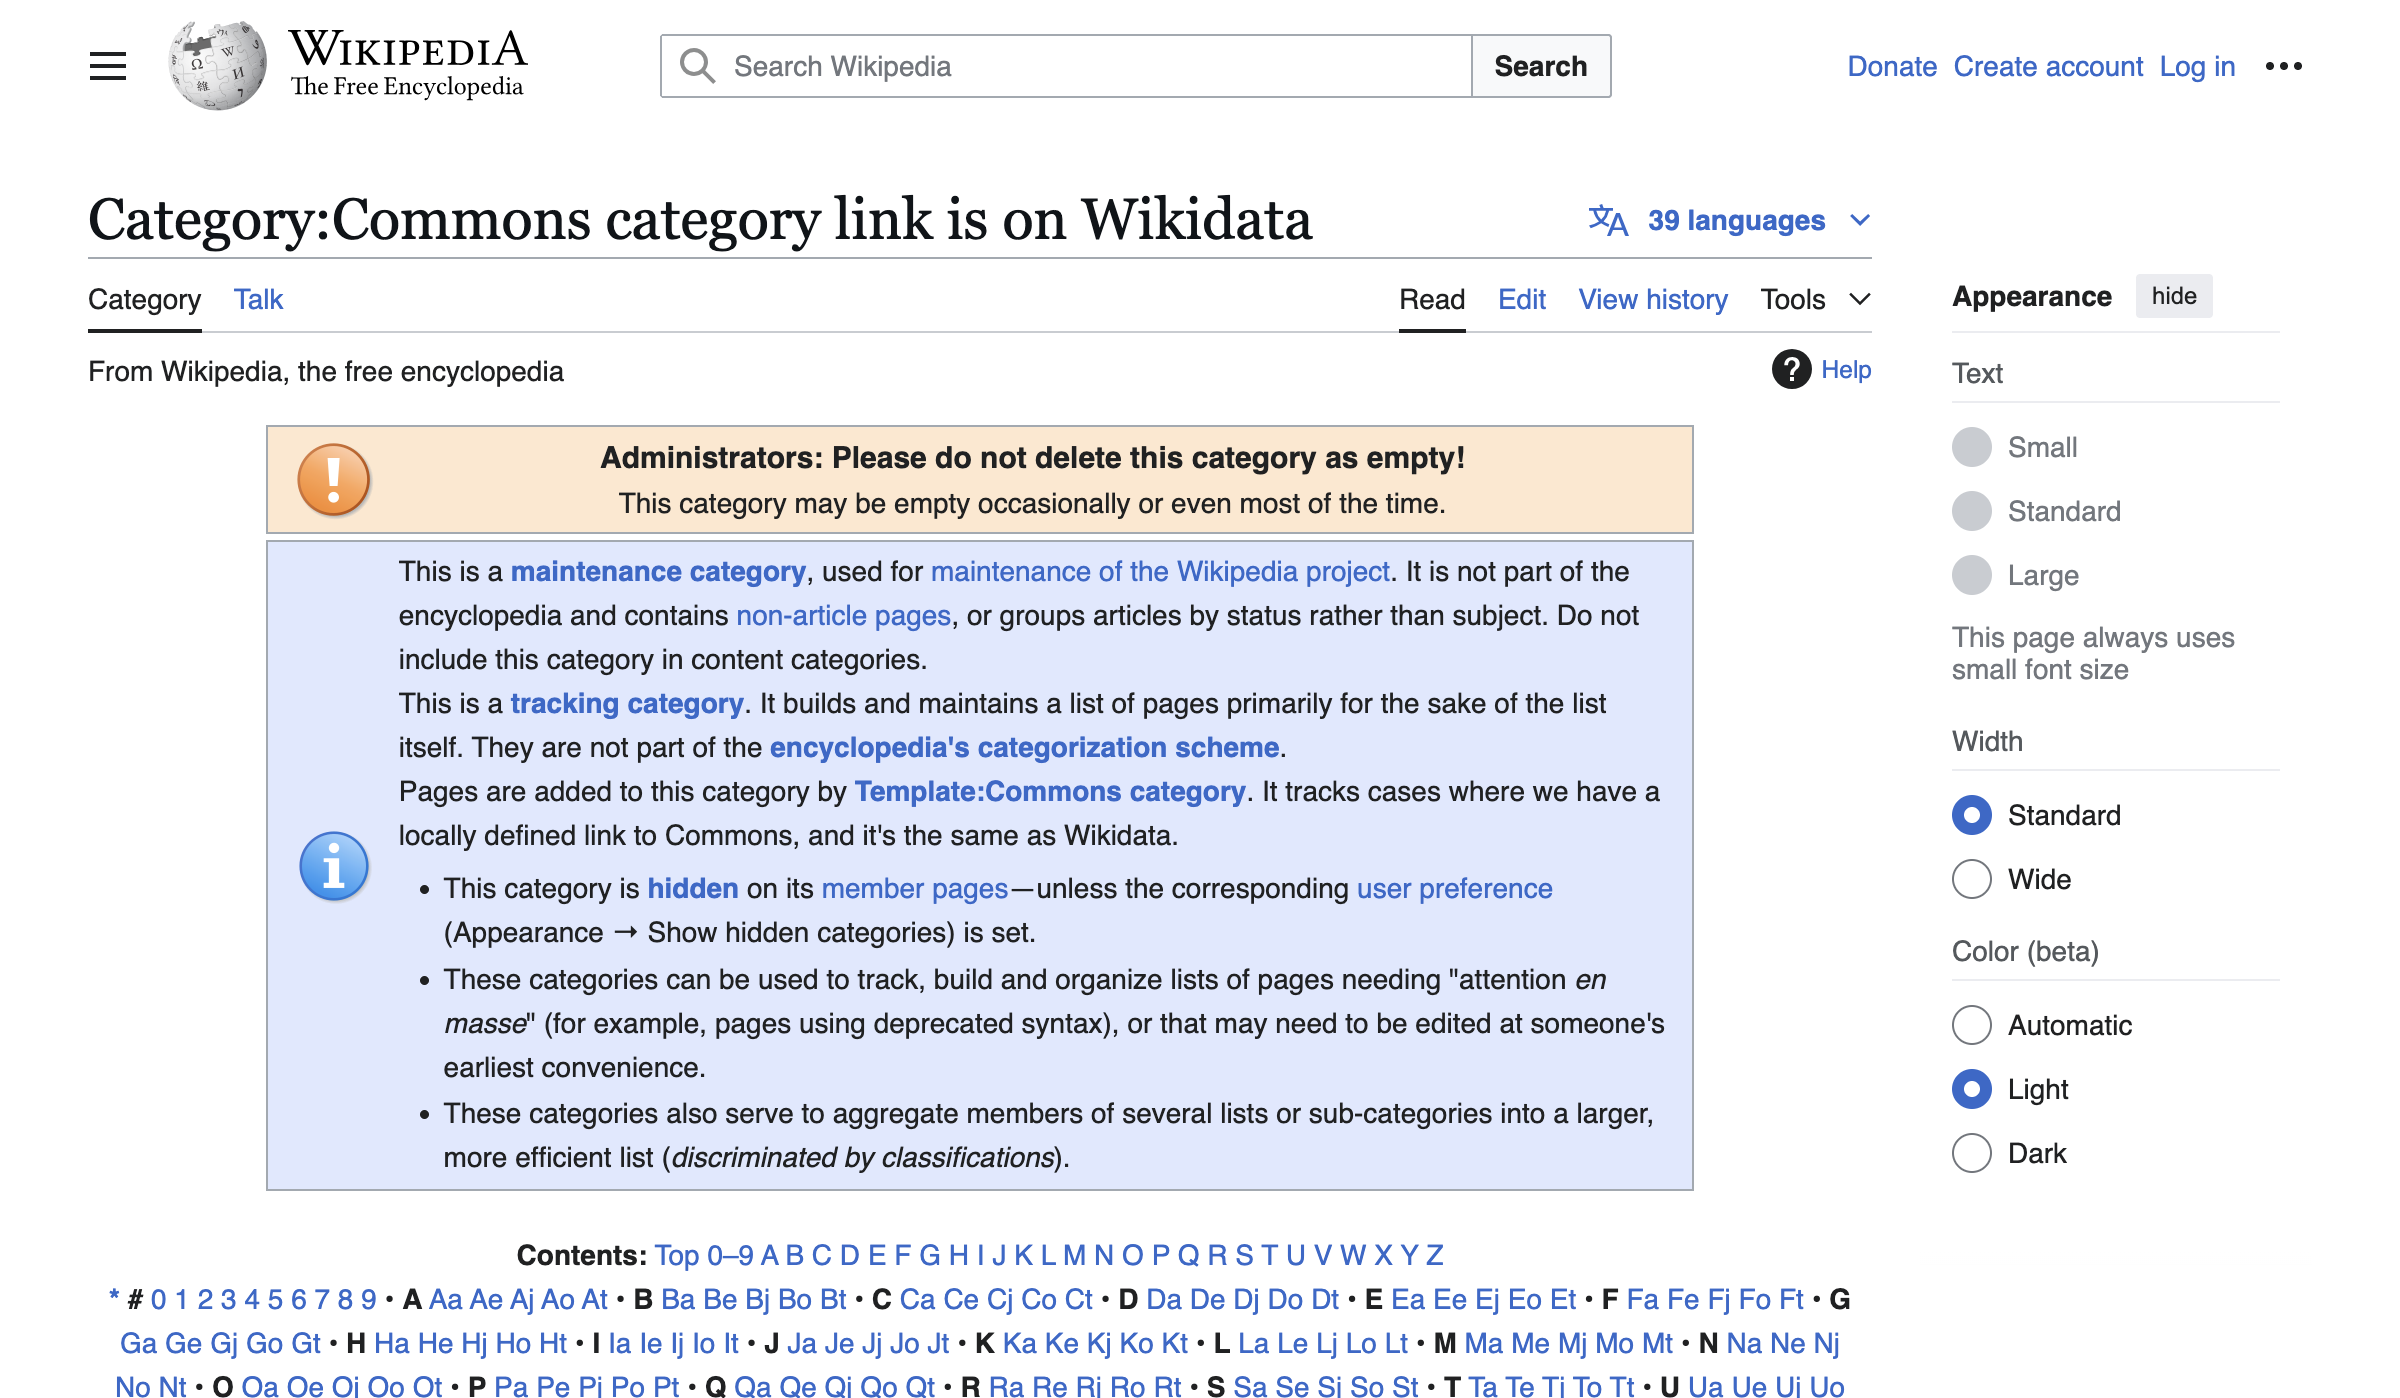 WIKIPEDIA
The Free Encyclopedia
Search Wikipedia
Search
Donate Create account Log in
Category:Commons category link is on Wikidata
39 languages
Category Talk
Read Edit View history Tools
From Wikipedia, the free encyclopedia
Help
Administrators: Please do not delete this category as empty!
This category may be empty occasionally or even most of the time.
This is a maintenance category, used for maintenance of the Wikipedia project. It is not part of the
encyclopedia and contains non-article pages, or groups articles by status rather than subject. Do not
include this category in content categories.
This is a tracking category. It builds and maintains a list of pages primarily for the sake of the list
itself. They are not part of the encyclopedia's categorization scheme.
Pages are added to this category by Template:Commons category. It tracks cases where we have a
locally defined link to Commons, and it's the same as Wikidata.
• This category is hidden on its member pages—unless the corresponding user preference
(Appearance → Show hidden categories) is set.
• These categories can be used to track, build and organize lists of pages needing "attention en
masse" (for example, pages using deprecated syntax), or that may need to be edited at someone's
earliest convenience.
• These categories also serve to aggregate members of several lists or sub-categories into a larger,
more efficient list (discriminated by classifications).
Contents: Top 0–9 A B C D E F G H I J K L M N O P Q R S T U V W X Y Z
* # 0 1 2 3 4 5 6 7 8 9 • A Aa Ae Aj Ao At • B Ba Be Bj Bo Bt • C Ca Ce Cj Co Ct • D Da De Dj Do Dt • E Ea Ee Ej Eo Et • F Fa Fe Fj Fo Ft • G
Ga Ge Gj Go Gt • H Ha He Hj Ho Ht • I Ia Ie Ij Io It • J Ja Je Jj Jo Jt • K Ka Ke Kj Ko Kt • L La Le Lj Lo Lt • M Ma Me Mj Mo Mt • N Na Ne Nj
No Nt • O Oa Oe Oj Oo Ot • P Pa Pe Pj Po Pt • Q Qa Qe Qj Qo Qt • R Ra Re Rj Ro Rt • S Sa Se Sj So St • T Ta Te Tj To Tt • U Ua Ue Uj Uo
Appearance hide
Text
Small
Standard
Large
This page always uses
small font size
Width
Standard
Wide
Color (beta)
Automatic
Light
Dark